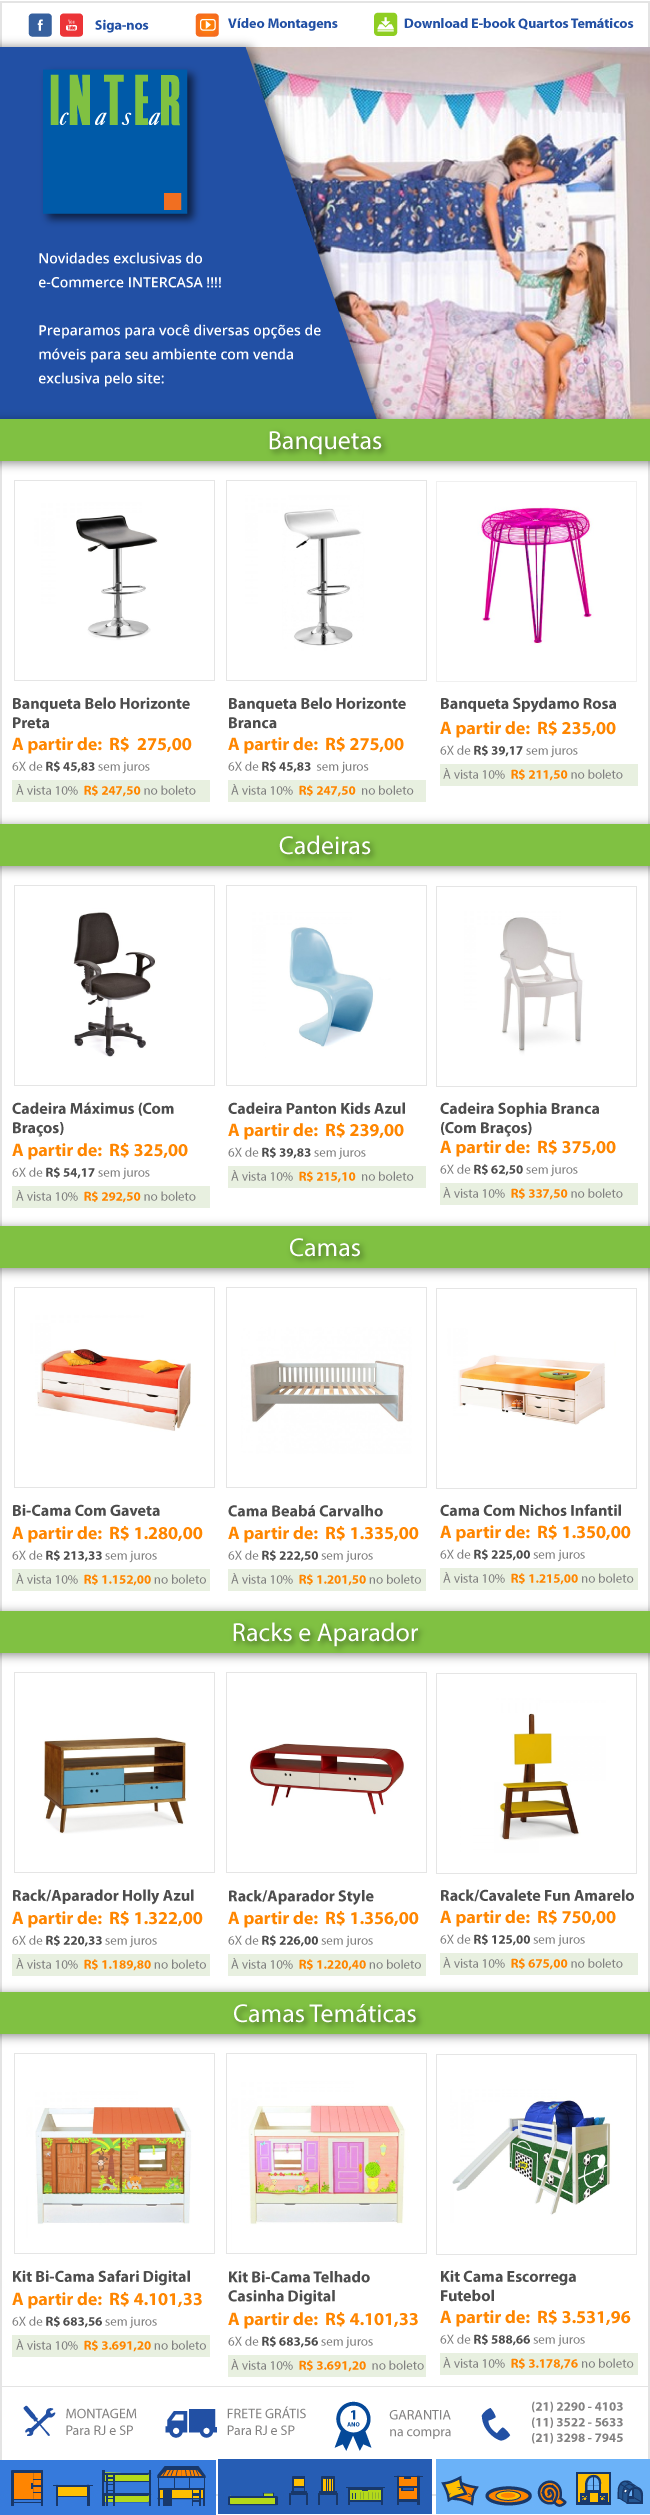 Siga-nos
Vídeo Montagens
Download E-book Quartos Temáticos
INTER
casa
Novidades exclusivas do
e-Commerce INTERCASA !!!!
Preparamos para você diversas opções de
móveis para seu ambiente com venda
exclusiva pelo site:
Banquetas
Banqueta Belo Horizonte
Preta
A partir de: R$ 275,00
6X de R$ 45,83 sem juros
À vista 10% R$ 247,50 no boleto
Banqueta Belo Horizonte
Branca
A partir de: R$ 275,00
6X de R$ 45,83 sem juros
À vista 10% R$ 247,50 no boleto
Banqueta Spydamo Rosa
A partir de: R$ 235,00
6X de R$ 39,17 sem juros
À vista 10% R$ 211,50 no boleto
Cadeiras
Cadeira Máximus (Com
Braços)
A partir de: R$ 325,00
6X de R$ 54,17 sem juros
À vista 10% R$ 292,50 no boleto
Cadeira Panton Kids Azul
A partir de: R$ 239,00
6X de R$ 39,83 sem juros
À vista 10% R$ 215,10 no boleto
Cadeira Sophia Branca
(Com Braços)
A partir de: R$ 375,00
6X de R$ 62,50 sem juros
À vista 10% R$ 337,50 no boleto
Camas
Bi-Cama Com Gaveta
A partir de: R$ 1.280,00
6X de R$ 213,33 sem juros
À vista 10% R$ 1.152,00 no boleto
Cama Beabá Carvalho
A partir de: R$ 1.335,00
6X de R$ 222,50 sem juros
À vista 10% R$ 1.201,50 no boleto
Cama Com Nichos Infantil
A partir de: R$ 1.350,00
6X de R$ 225,00 sem juros
À vista 10% R$ 1.215,00 no boleto
Racks e Aparador
Rack/Aparador Holly Azul
A partir de: R$ 1.322,00
6X de R$ 220,33 sem juros
À vista 10% R$ 1.189,80 no boleto
Rack/Aparador Style
A partir de: R$ 1.356,00
6X de R$ 226,00 sem juros
À vista 10% R$ 1.220,40 no boleto
Rack/Cavalete Fun Amarelo
A partir de: R$ 750,00
6X de R$ 125,00 sem juros
À vista 10% R$ 675,00 no boleto
Camas Temáticas
Kit Bi-Cama Safari Digital
A partir de: R$ 4.101,33
6X de R$ 683,56 sem juros
À vista 10% R$ 3.691,20 no boleto
Kit Bi-Cama Telhado
Casinha Digital
A partir de: R$ 4.101,33
6X de R$ 683,56 sem juros
À vista 10% R$ 3.691,20 no boleto
Kit Cama Escorrega
Futebol
A partir de: R$ 3.531,96
6X de R$ 588,66 sem juros
À vista 10% R$ 3.178,76 no boleto
MONTAGEM
Para RJ e SP
FRETE GRÁTIS
Para RJ e SP
1
ANO
GARANTIA
na compra
(21) 2290 - 4103
(11) 3522 - 5633
(21) 3298 - 7945